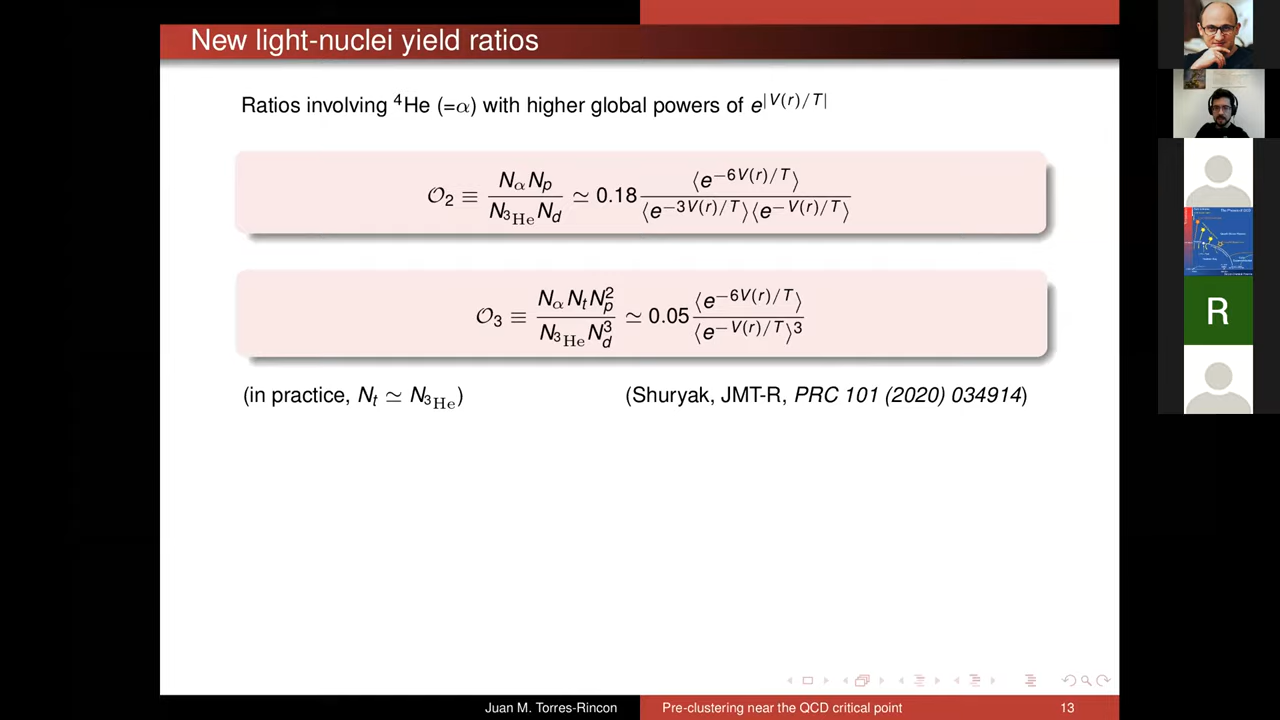 New light-nuclei yield ratios
Ratios involving ⁴He (=α) with higher global powers of e^{|V(r)/T|}
𝒪₂ ≡ N_α N_p / N_{³He} N_d ≃ 0.18 ⟨e^{−6V(r)/T}⟩ / ⟨e^{−3V(r)/T}⟩⟨e^{−V(r)/T}⟩
𝒪₃ ≡ N_α N_t N_p² / N_{³He} N_d³ ≃ 0.05 ⟨e^{−6V(r)/T}⟩ / ⟨e^{−V(r)/T}⟩³
(in practice, N_t ≃ N_{³He}) (Shuryak, JMT-R, PRC 101 (2020) 034914)
R
Juan M. Torres-Rincon Pre-clustering near the QCD critical point 13